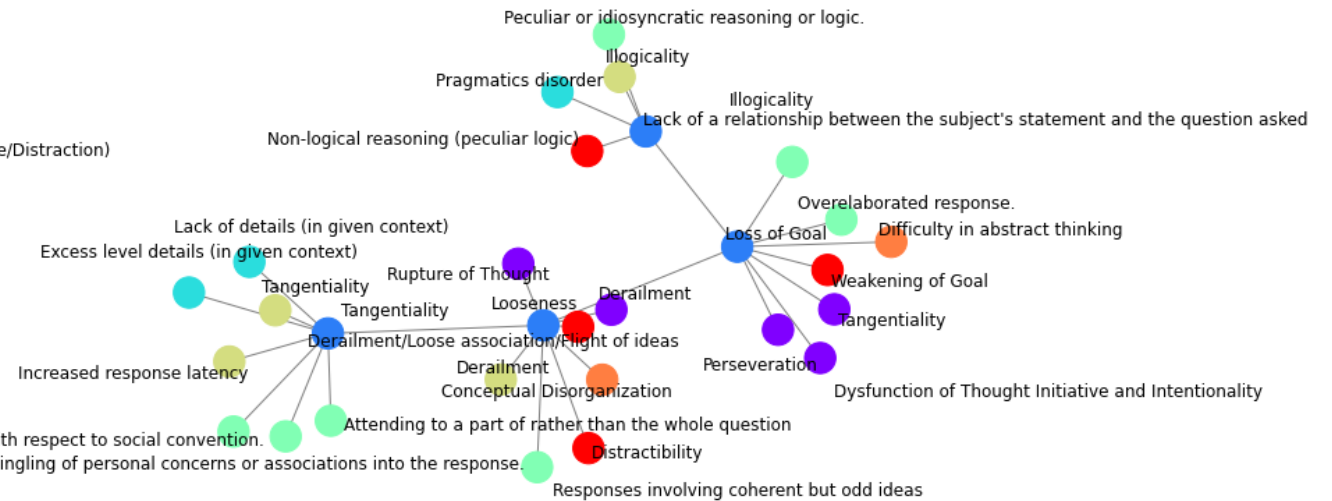 Peculiar or idiosyncratic reasoning or logic.
Illogicality
Pragmatics disorder
Illogicality
Lack of a relationship between the subject's statement and the question asked
Non-logical reasoning (peculiar logic)
e/Distraction)
Overelaborated response.
Lack of details (in given context)
Difficulty in abstract thinking
Loss of Goal
Excess level details (in given context)
Rupture of Thought
Weakening of Goal
Tangentiality
Derailment
Looseness
Tangentiality
Tangentiality
Derailment/Loose association/Flight of ideas
Perseveration
Derailment
Increased response latency
Conceptual Disorganization
Dysfunction of Thought Initiative and Intentionality
Attending to a part of rather than the whole question
th respect to social convention.
Distractibility
ingling of personal concerns or associations into the response.
Responses involving coherent but odd ideas